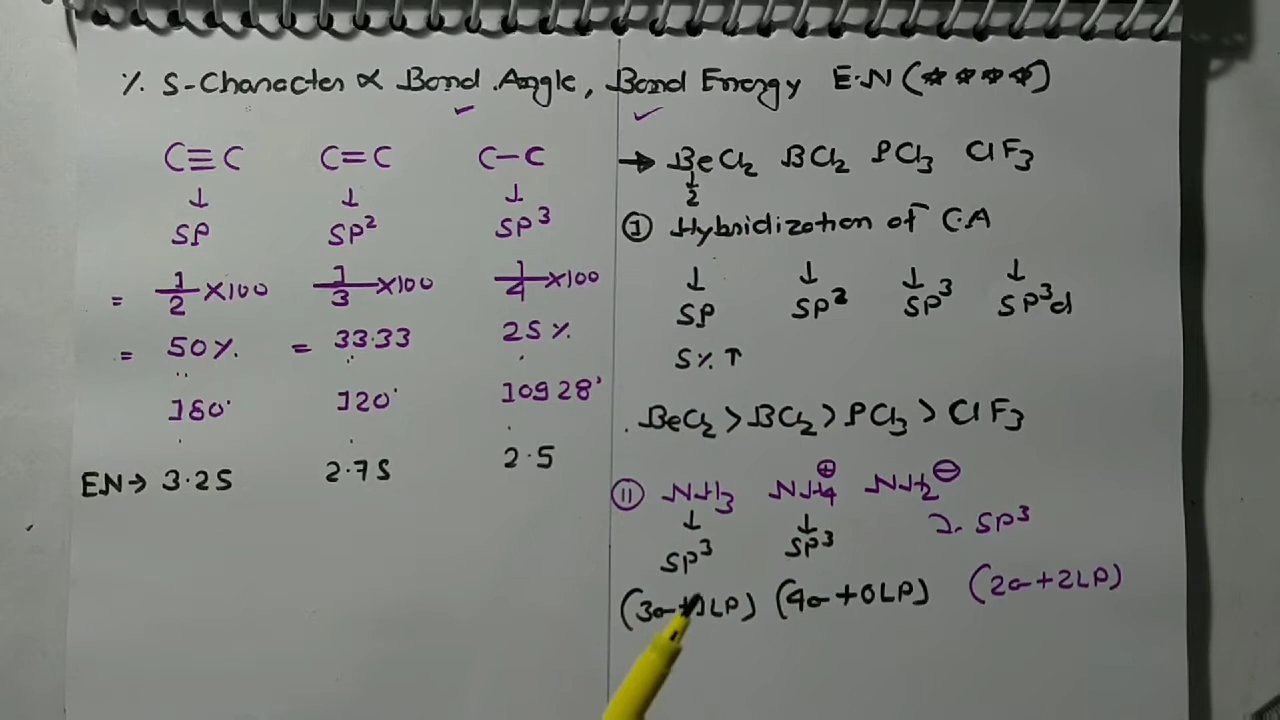 % S-Character ∝ Bond Angle, Bond Energy E.N (****)
C≡C C=C C-C
↓ ↓ ↓
SP SP² SP³
= 1/2 ×100 1/3 ×100 1/4 ×100
= 50%. = 33.33 25%.
180° 120° 109 28'
EN→ 3.25 2.75 2.5
→ BeCl₂ BCl₂ PCl₃ ClF₃
↓
2
① Hybridization of C.A
↓ ↓ ↓ ↓
SP SP² SP³ SP³d
S%↑
BeCl₂ > BCl₂ > PCl₃ > ClF₃
⑪ NH₃ NH₄⊕ NH₂⊖
↓ ↓ SP³
SP³ SP³
(3σ+1LP) (4σ+0LP) (2σ+2LP)